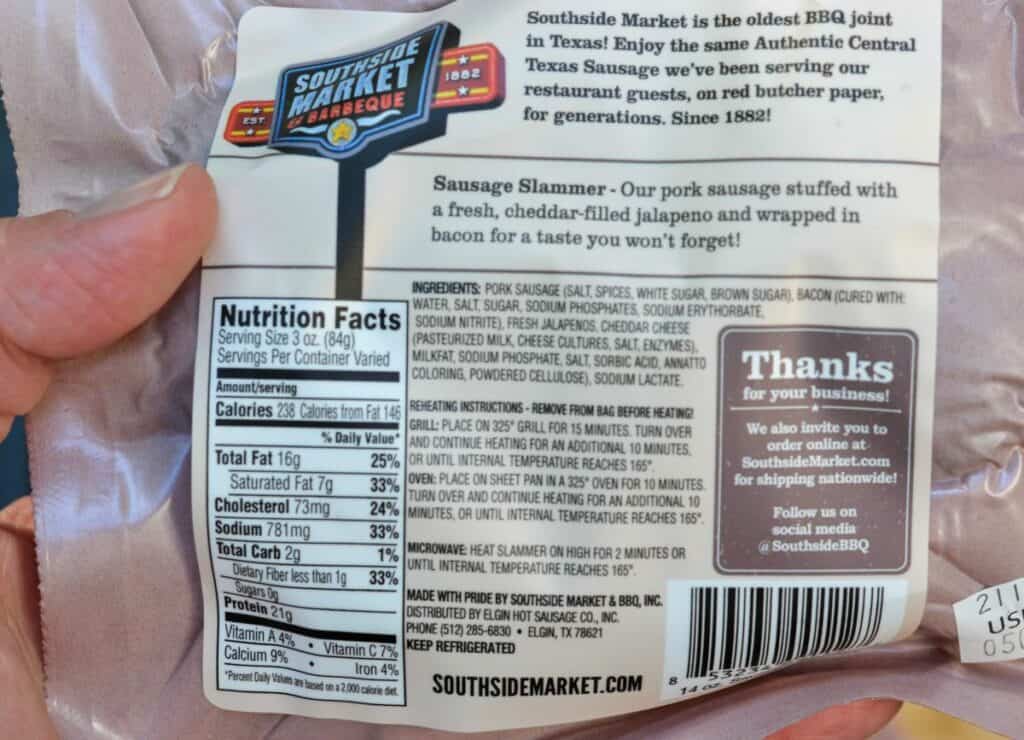 SOUTHSIDE
MARKET
& BARBEQUE
EST.
1882
Southside Market is the oldest BBQ joint
in Texas! Enjoy the same Authentic Central
Texas Sausage we've been serving our
restaurant guests, on red butcher paper,
for generations. Since 1882!
Sausage Slammer - Our pork sausage stuffed with
a fresh, cheddar-filled jalapeno and wrapped in
bacon for a taste you won't forget!
Nutrition Facts
Serving Size 3 oz. (84g)
Servings Per Container Varied
Amount/serving
Calories 238 Calories from Fat 146
% Daily Value*
Total Fat 16g 25%
Saturated Fat 7g 33%
Cholesterol 73mg 24%
Sodium 781mg 33%
Total Carb 2g 1%
Dietary Fiber less than 1g 33%
Sugars 0g
Protein 21g
Vitamin A 4% • Vitamin C 7%
Calcium 9% • Iron 4%
*Percent Daily Values are based on a 2,000 calorie diet.
INGREDIENTS: PORK SAUSAGE (SALT, SPICES, WHITE SUGAR, BROWN SUGAR), BACON (CURED WITH:
WATER, SALT, SUGAR, SODIUM PHOSPHATES, SODIUM ERYTHORBATE,
SODIUM NITRITE), FRESH JALAPENOS, CHEDDAR CHEESE
(PASTEURIZED MILK, CHEESE CULTURES, SALT, ENZYMES),
MILKFAT, SODIUM PHOSPHATE, SALT, SORBIC ACID, ANNATTO
COLORING, POWDERED CELLULOSE), SODIUM LACTATE.
REHEATING INSTRUCTIONS - REMOVE FROM BAG BEFORE HEATING!
GRILL: PLACE ON 325° GRILL FOR 15 MINUTES. TURN OVER
AND CONTINUE HEATING FOR AN ADDITIONAL 10 MINUTES,
OR UNTIL INTERNAL TEMPERATURE REACHES 165°.
OVEN: PLACE ON SHEET PAN IN A 325° OVEN FOR 10 MINUTES.
TURN OVER AND CONTINUE HEATING FOR AN ADDITIONAL 10
MINUTES, OR UNTIL INTERNAL TEMPERATURE REACHES 165°.
MICROWAVE: HEAT SLAMMER ON HIGH FOR 2 MINUTES OR
UNTIL INTERNAL TEMPERATURE REACHES 165°.
MADE WITH PRIDE BY SOUTHSIDE MARKET & BBQ, INC.
DISTRIBUTED BY ELGIN HOT SAUSAGE CO., INC.
PHONE (512) 285-6830 • ELGIN, TX 78621
KEEP REFRIGERATED
SOUTHSIDEMARKET.COM
Thanks
for your business!
We also invite you to
order online at
SouthsideMarket.com
for shipping nationwide!
Follow us on
social media
@SouthsideBBQ
8 5323
14 oz.
211
US
05